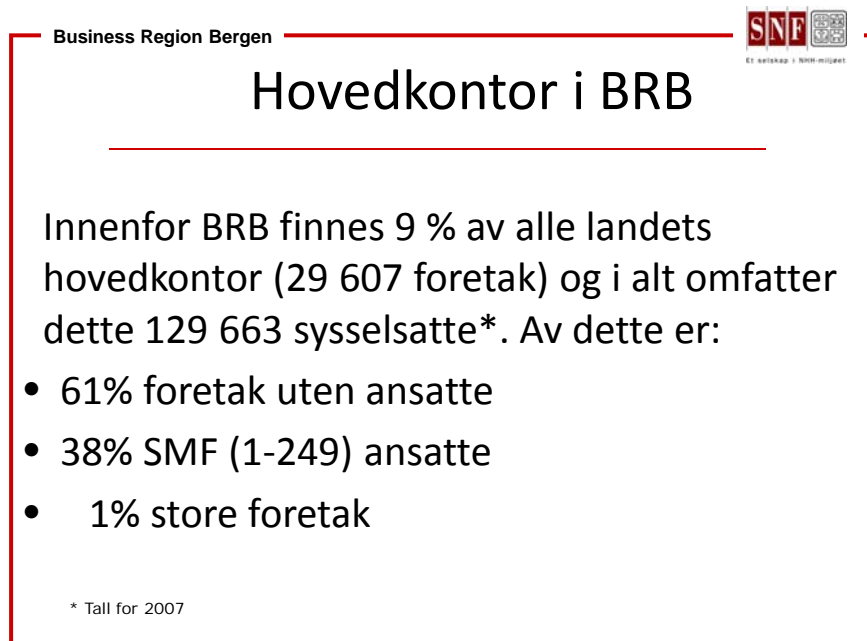 Business Region Bergen
SNF
Et selskap i NHH-miljøet
Hovedkontor i BRB
Innenfor BRB finnes 9 % av alle landets
hovedkontor (29 607 foretak) og i alt omfatter
dette 129 663 sysselsatte*. Av dette er:
• 61% foretak uten ansatte
• 38% SMF (1-249) ansatte
• 1% store foretak
* Tall for 2007